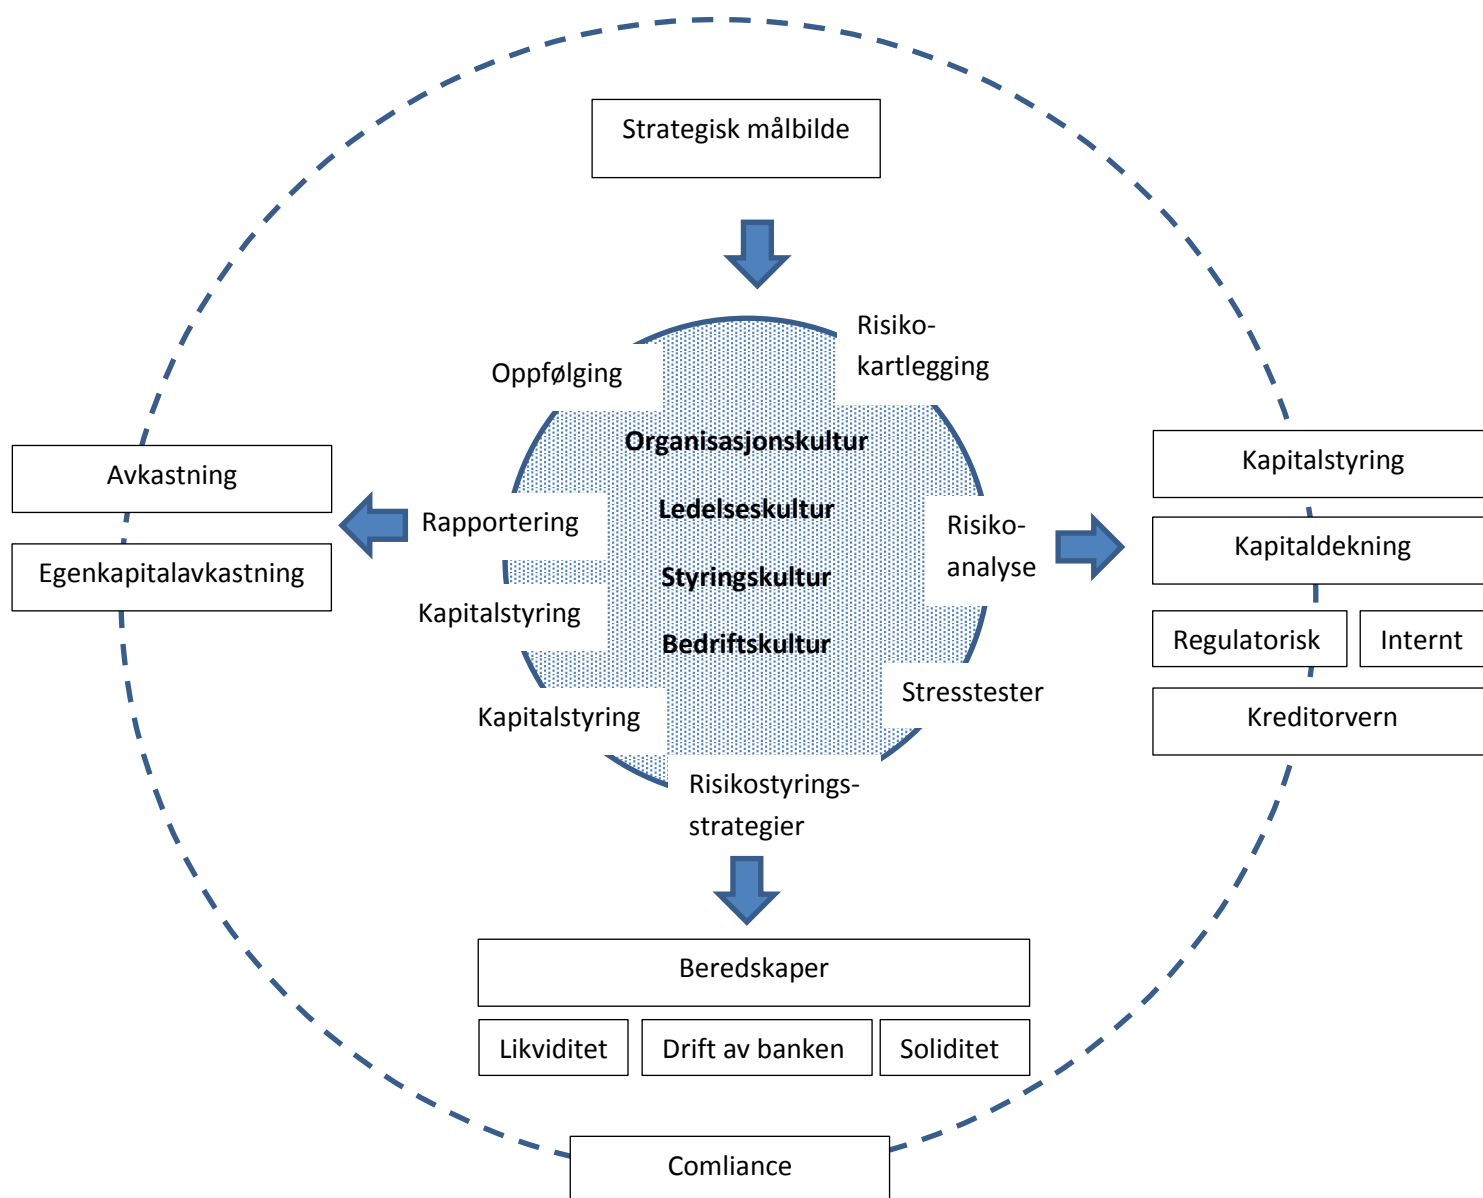 Strategisk målbilde
Risiko-
kartlegging
Oppfølging
Organisasjonskultur
Ledelseskultur
Styringskultur
Bedriftskultur
Avkastning
Egenkapitalavkastning
Rapportering
Kapitalstyring
Kapitalstyring
Risiko-
analyse
Stresstester
Risikostyrings-
strategier
Kapitalstyring
Kapitaldekning
Regulatorisk
Internt
Kreditorvern
Beredskaper
Likviditet
Drift av banken
Soliditet
Comliance